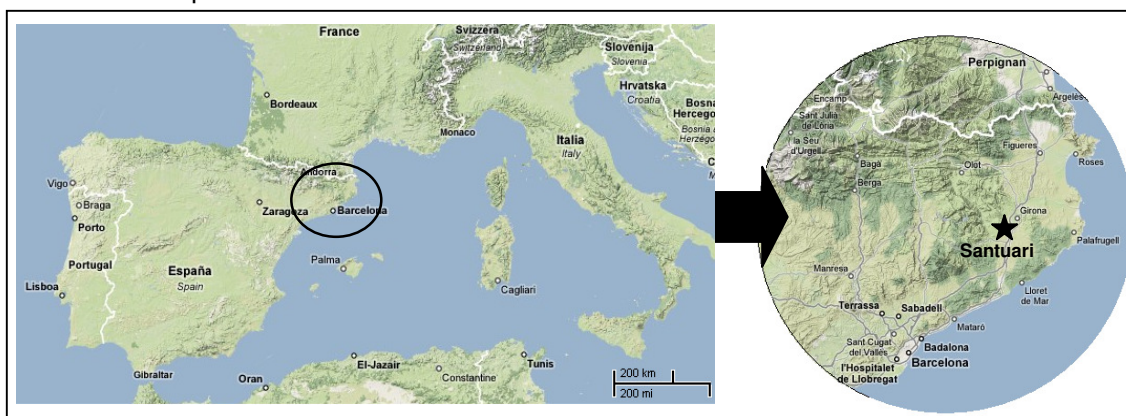 France
Svizzera
Switzerland
Slovenija
Slovenia
Hrvatska
Croatia
Bosna
Hercego
Bosnia
Herzego
Bordeaux
Monaco
Italia
Italy
Andorra
Vigo
Braga
Porto
Zaragoza
Barcelona
Portugal
España
Spain
Palma
Lisboa
Cagliari
Gibraltar
Oran
El-Jazair
Constantine
Tunis
200 km
200 mi
Perpignan
Encamp
Argelès
Sant Julià
de Lòria
la Seu
d'Urgell
Figueres
Roses
Bagà
Olot
Berga
Girona
Palafrugell
Santuari
Manresa
Lloret
de Mar
Terrassa
Sabadell
Mataró
Sant Cugat
del Vallès
Badalona
Barcelona
l'Hospitalet
de Llobregat